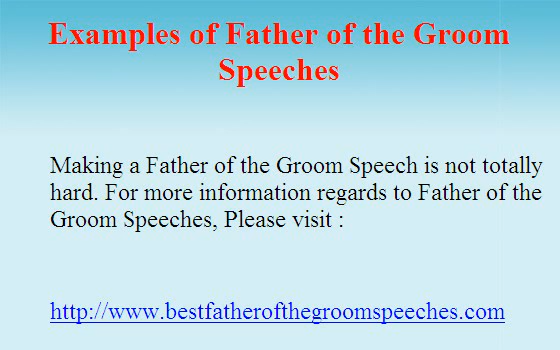 Examples of Father of the Groom
Speeches
Making a Father of the Groom Speech is not totally
hard. For more information regards to Father of the
Groom Speeches, Please visit :
http://www.bestfatherofthegroomspeeches.com